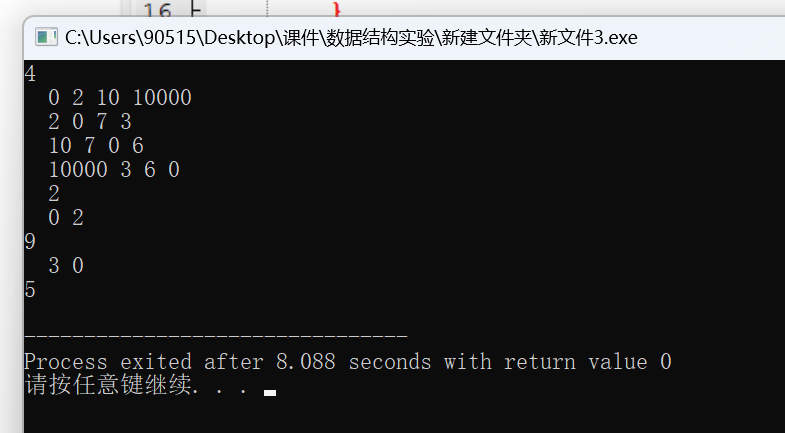 16
}
C:\Users\90515\Desktop\课件\数据结构实验\新建文件夹\新文件3.exe
4
0 2 10 10000
2 0 7 3
10 7 0 6
10000 3 6 0
2
0 2
9
3 0
5
--------------------------------
Process exited after 8.088 seconds with return value 0
请按任意键继续. . .